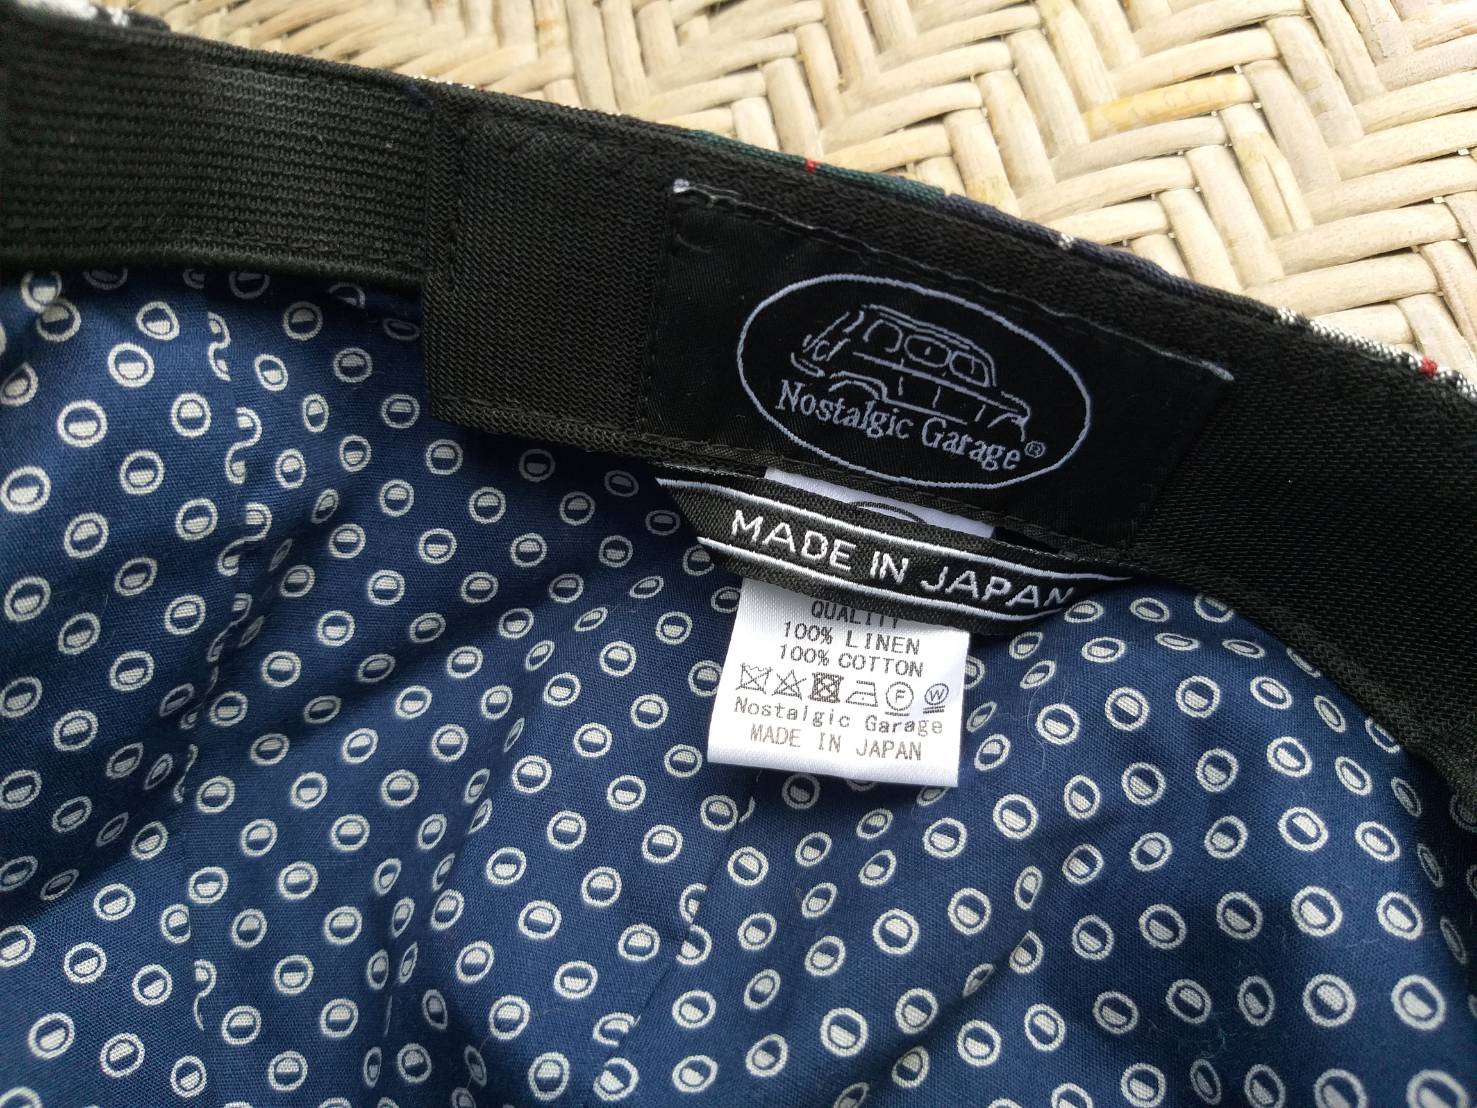 Nostalgic Garage®
MADE IN JAPAN
QUALITY
100% LINEN
100% COTTON
F W
Nostalgic Garage
MADE IN JAPAN